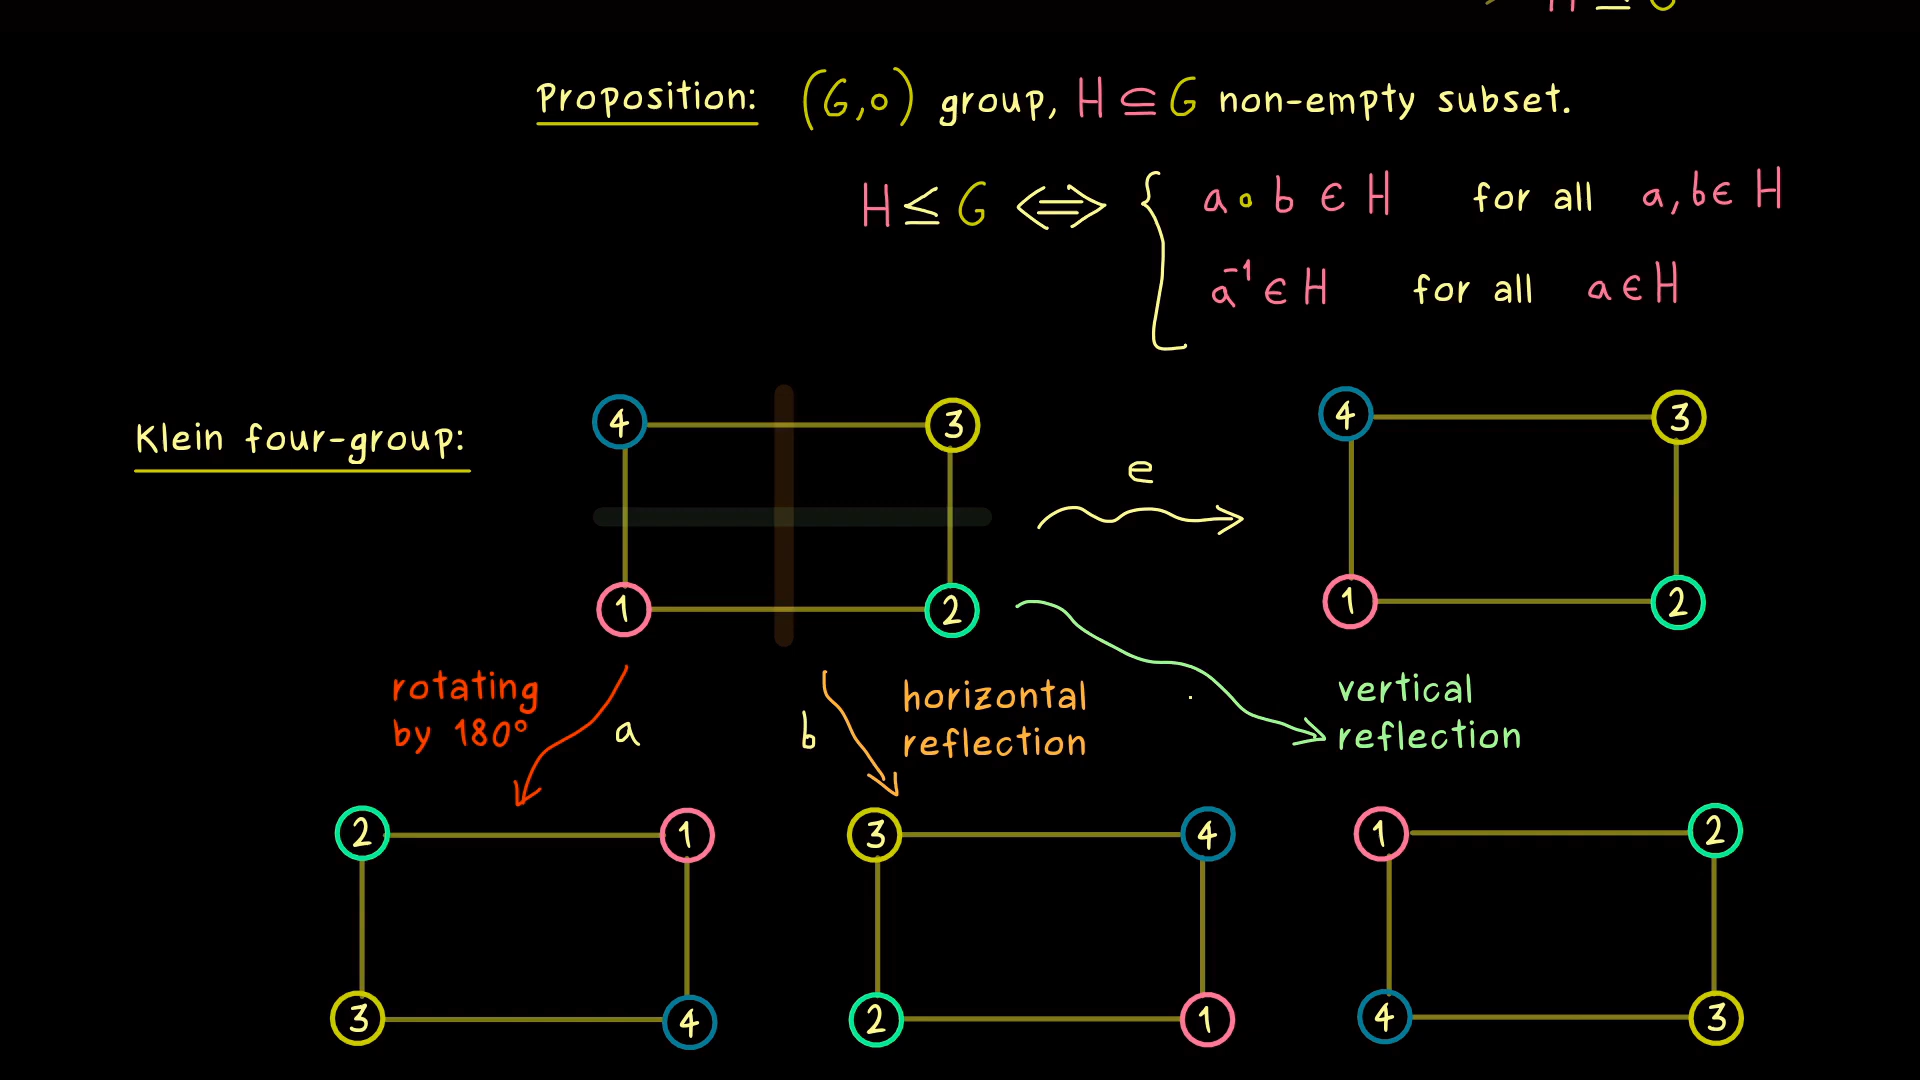 H ≤ G
Proposition: (G,∘) group, H ⊆ G non-empty subset.
H ≤ G ⟺ { a ∘ b ∈ H for all a, b ∈ H
a⁻¹ ∈ H for all a ∈ H
Klein four-group:
4 3
1 2
e
4 3
1 2
rotating
by 180°
a
b
horizontal
reflection
vertical
reflection
2 1
3 4
3 4
2 1
1 2
4 3